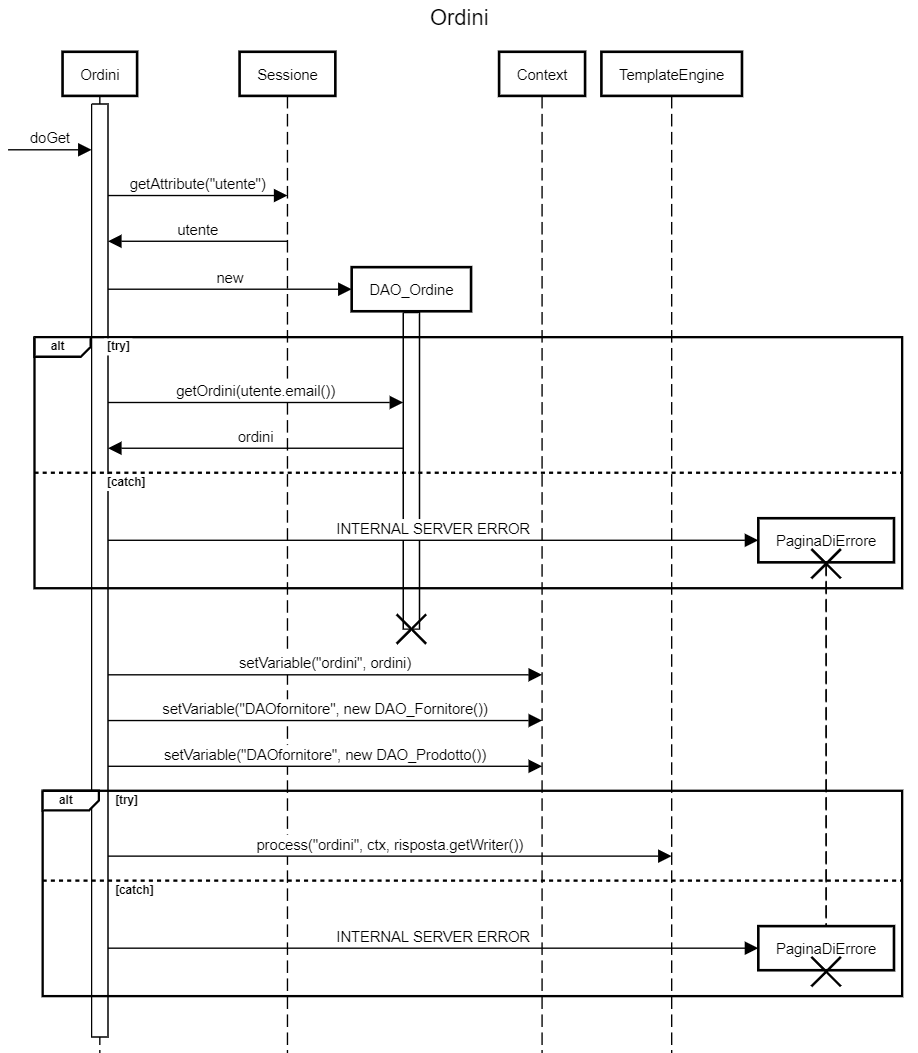 Ordini
Ordini
Sessione
Context
TemplateEngine
doGet
getAttribute("utente")
utente
new
DAO_Ordine
alt
[try]
getOrdini(utente.email())
ordini
[catch]
INTERNAL SERVER ERROR
PaginaDiErrore
setVariable("ordini", ordini)
setVariable("DAOfornitore", new DAO_Fornitore())
setVariable("DAOfornitore", new DAO_Prodotto())
alt
[try]
process("ordini", ctx, risposta.getWriter())
[catch]
INTERNAL SERVER ERROR
PaginaDiErrore